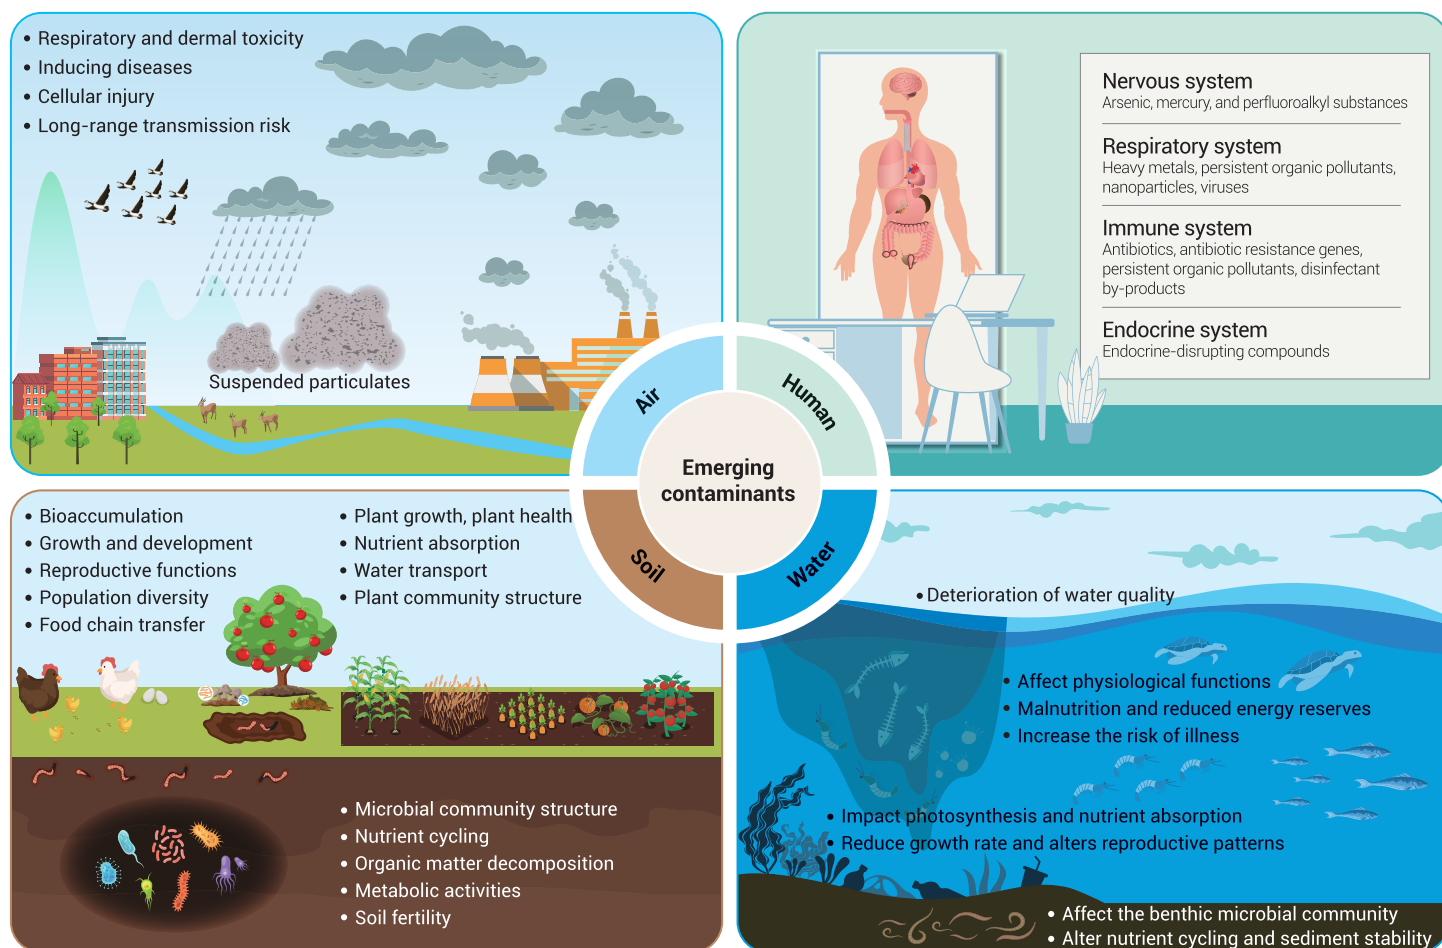 • Respiratory and dermal toxicity
• Inducing diseases
• Cellular injury
• Long-range transmission risk
Suspended particulates
Nervous system
Arsenic, mercury, and perfluoroalkyl substances
Respiratory system
Heavy metals, persistent organic pollutants,
nanoparticles, viruses
Immune system
Antibiotics, antibiotic resistance genes,
persistent organic pollutants, disinfectant
by-products
Endocrine system
Endocrine-disrupting compounds
Air
Human
Emerging
contaminants
Soil
Water
• Bioaccumulation
• Growth and development
• Reproductive functions
• Population diversity
• Food chain transfer
• Plant growth, plant health
• Nutrient absorption
• Water transport
• Plant community structure
• Microbial community structure
• Nutrient cycling
• Organic matter decomposition
• Metabolic activities
• Soil fertility
• Deterioration of water quality
• Affect physiological functions
• Malnutrition and reduced energy reserves
• Increase the risk of illness
• Impact photosynthesis and nutrient absorption
• Reduce growth rate and alters reproductive patterns
• Affect the benthic microbial community
• Alter nutrient cycling and sediment stability